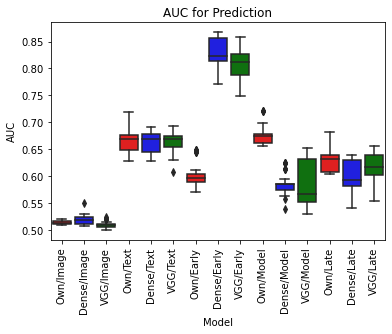 AUC for Prediction
AUC
0.85
0.80
0.75
0.70
0.65
0.60
0.55
0.50
Own/Image
Dense/Image
VGG/Image
Own/Text
Dense/Text
VGG/Text
Own/Early
Dense/Early
VGG/Early
Own/Model
Dense/Model
VGG/Model
Own/Late
Dense/Late
VGG/Late
Model